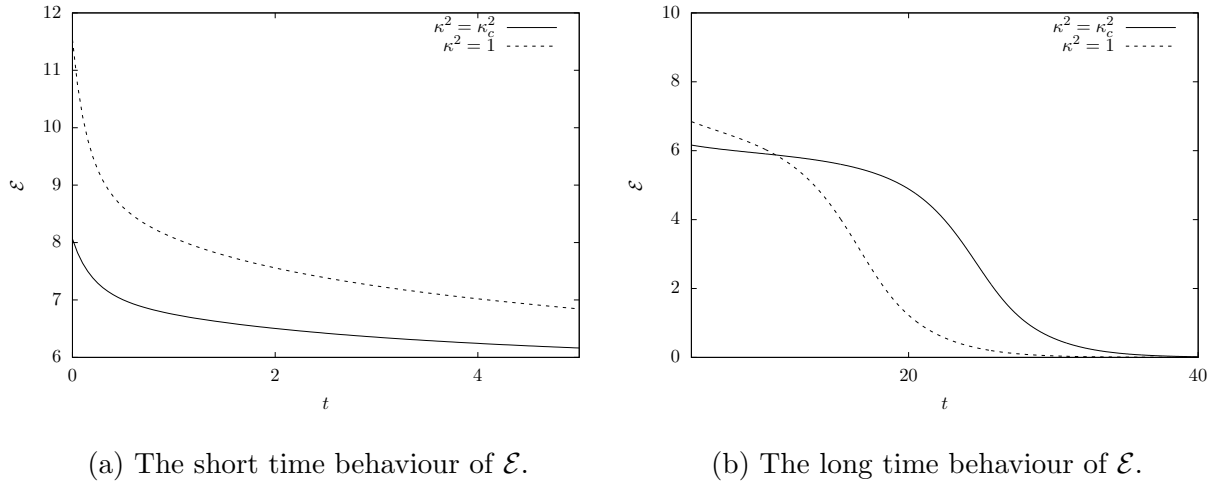 12
11
10
9
8
7
6
0
2
4
ℰ
t
κ² = κ_c²
κ² = 1
(a) The short time behaviour of ℰ.
10
8
6
4
2
0
20
40
ℰ
t
κ² = κ_c²
κ² = 1
(b) The long time behaviour of ℰ.